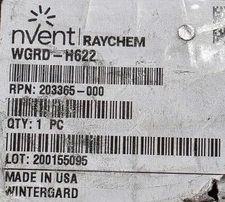 nVent | RAYCHEM
WGRD-H622
RPN: 203365-000
QTY: 1 PC
LOT: 200155095
MADE IN USA
WINTERGARD